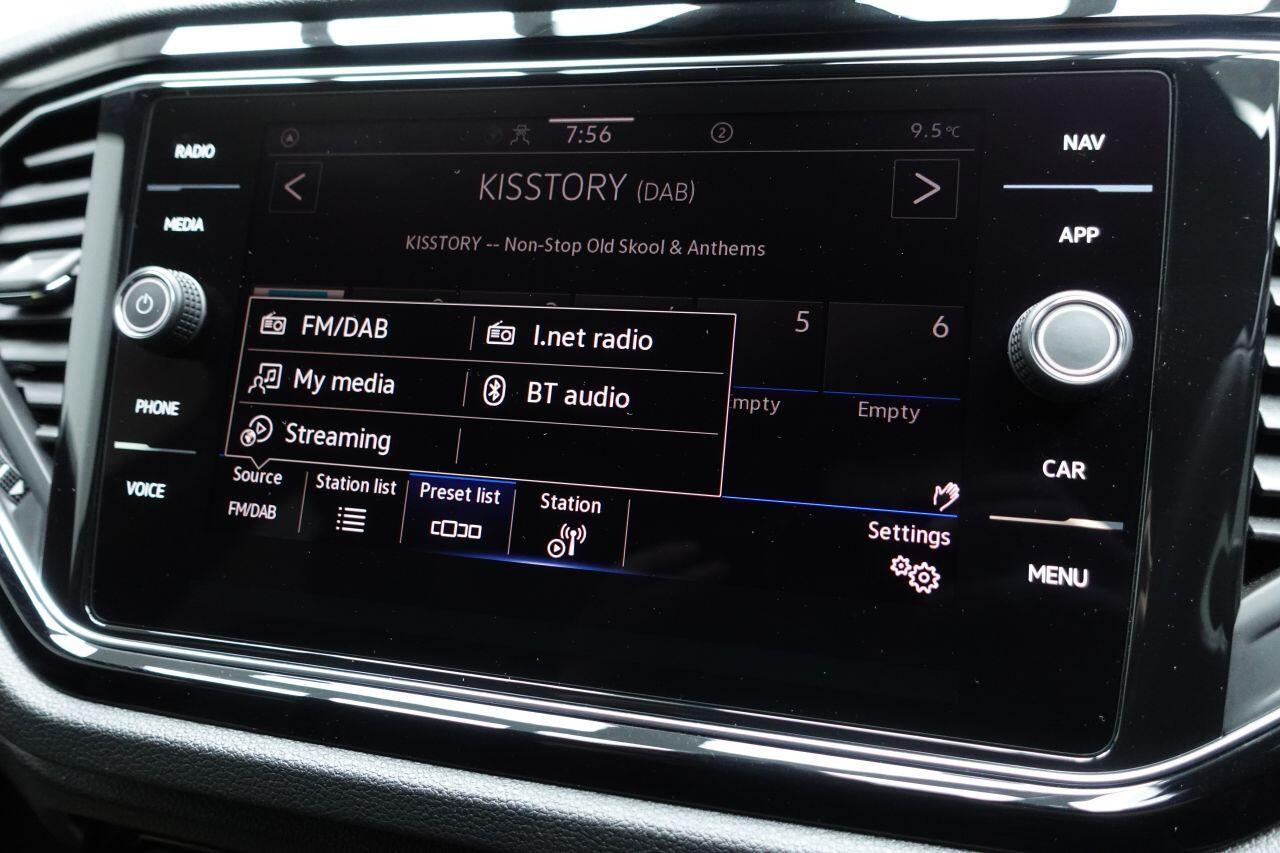 RADIO
MEDIA
PHONE
VOICE
7:56
2
9.5°C
KISSTORY (DAB)
KISSTORY -- Non-Stop Old Skool & Anthems
5
6
Empty
FM/DAB
I.net radio
My media
BT audio
Streaming
Source
FM/DAB
Station list
Preset list
Station
Settings
NAV
APP
CAR
MENU